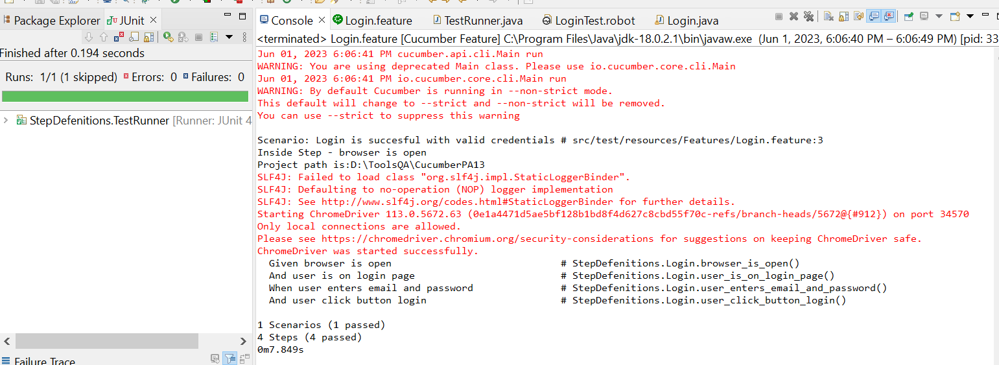 Package Explorer JUnit
Finished after 0.194 seconds
Runs: 1/1 (1 skipped) Errors: 0 Failures: 0
StepDefenitions.TestRunner [Runner: JUnit 4
Failure Trace
Console Login.feature TestRunner.java LoginTest.robot Login.java
<terminated> Login.feature [Cucumber Feature] C:\Program Files\Java\jdk-18.0.2.1\bin\javaw.exe (Jun 1, 2023, 6:06:40 PM – 6:06:49 PM) [pid: 33
Jun 01, 2023 6:06:41 PM cucumber.api.cli.Main run
WARNING: You are using deprecated Main class. Please use io.cucumber.core.cli.Main
Jun 01, 2023 6:06:41 PM io.cucumber.core.cli.Main run
WARNING: By default Cucumber is running in --non-strict mode.
This default will change to --strict and --non-strict will be removed.
You can use --strict to suppress this warning
Scenario: Login is succesful with valid credentials # src/test/resources/Features/Login.feature:3
Inside Step - browser is open
Project path is:D:\ToolsQA\CucumberPA13
SLF4J: Failed to load class "org.slf4j.impl.StaticLoggerBinder".
SLF4J: Defaulting to no-operation (NOP) logger implementation
SLF4J: See http://www.slf4j.org/codes.html#StaticLoggerBinder for further details.
Starting ChromeDriver 113.0.5672.63 (0e1a4471d5ae5bf128b1bd8f4d627c8cbd55f70c-refs/branch-heads/5672@{#912}) on port 34570
Only local connections are allowed.
Please see https://chromedriver.chromium.org/security-considerations for suggestions on keeping ChromeDriver safe.
ChromeDriver was started successfully.
Given browser is open # StepDefenitions.Login.browser_is_open()
And user is on login page # StepDefenitions.Login.user_is_on_login_page()
When user enters email and password # StepDefenitions.Login.user_enters_email_and_password()
And user click button login # StepDefenitions.Login.user_click_button_login()
1 Scenarios (1 passed)
4 Steps (4 passed)
0m7.849s